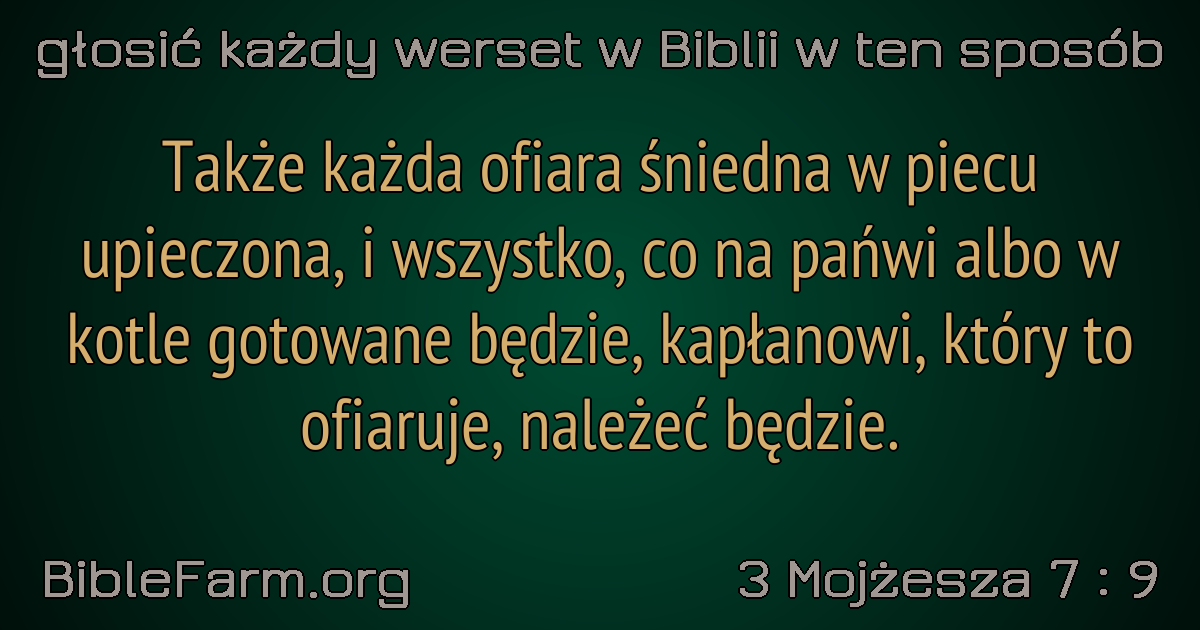 głosić każdy werset w Biblii w ten sposób
Także każda ofiara śniedna w piecu
upieczona, i wszystko, co na pańwi albo w
kotle gotowane będzie, kapłanowi, który to
ofiaruje, należeć będzie.
BibleFarm.org
3 Mojżesza 7 : 9